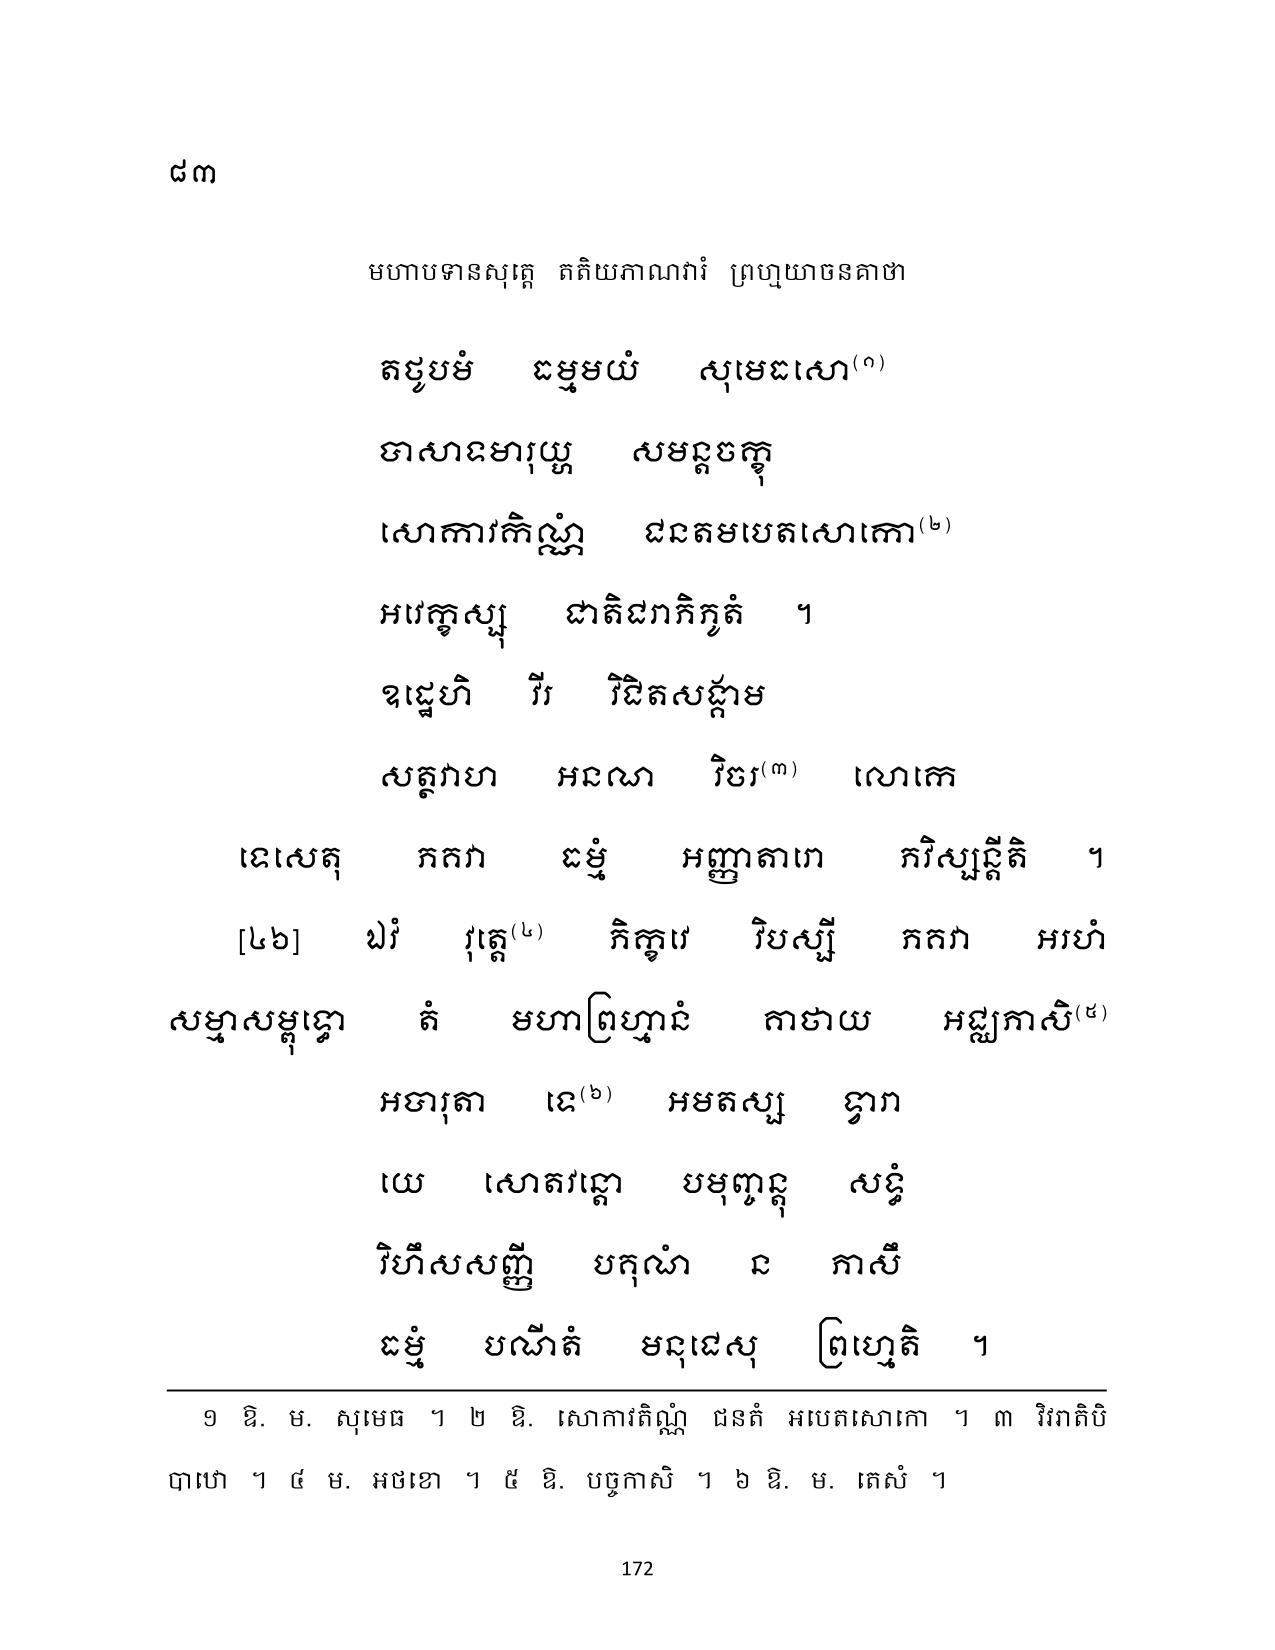 ៨៣
មហាបទានសុត្តេ តតិយភាណវារំ ព្រហ្មយាចនគាថា
តថូបមំ ធម្មមយំ សុមេធសោ(១)
បាសាទមារុយ្ហ សមន្តចក្ខុ
សោកាវកិណ្ណំ ជនតមបេតសោកោ(២)
អវេក្ខស្សុ ជាតិជរាភិភូតំ ។
ឧដ្ឋេហិ វីរ វិជិតសង្គាម
សត្ថវាហ អនណ វិចរ(៣) លោកេ
ទេសេតុ ភគវា ធម្មំ អញ្ញាតារោ ភវិស្សន្តីតិ ។
[៤៦] ឯវំ វុត្តេ(៤) ភិក្ខវេ វិបស្សី ភគវា អរហំ
សម្មាសម្ពុទ្ធោ តំ មហាព្រហ្មានំ គាថាយ អជ្ឈភាសិ(៥)
អបារុតា ទេ(៦) អមតស្ស ទ្វារា
យេ សោតវន្តោ បមុញ្ចន្តុ សទ្ធំ
វិហឹសសញ្ញី បគុណំ ន ភាសឹ
ធម្មំ បណីតំ មនុជេសុ ព្រហ្មេតិ ។
១ ឱ. ម. សុមេធ ។ ២ ឱ. សោកាវតិណ្ណំ ជនតំ អបេតសោកោ ។ ៣ វិវរាតិបិ
បាឋោ ។ ៤ ម. អថខោ ។ ៥ ឱ. បច្ចភាសិ ។ ៦ ឱ. ម. តេសំ ។
172